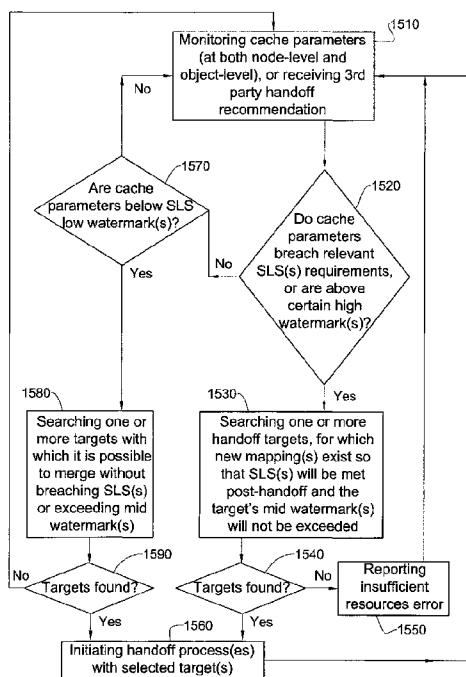 1510
Monitoring cache parameters
(at both node-level and
object-level), or receiving 3rd
party handoff
recommendation
No
1570
Are cache
parameters below SLS
low watermark(s)?
1520
Do cache
parameters
breach relevant
SLS(s) requirements,
or are above
certain high
watermark(s)?
No
Yes
Yes
1580
Searching one or
more targets with
which it is possible
to merge without
breaching SLS(s)
or exceeding mid
watermark(s)
1530
Searching one or more
handoff targets, for which
new mapping(s) exist so
that SLS(s) will be met
post-handoff and the
target's mid watermark(s)
will not be exceeded
1590
No
Targets found?
Yes
1540
Targets found?
No
Yes
Reporting
insufficient
resources error
1550
1560
Initiating handoff process(es)
with selected target(s)